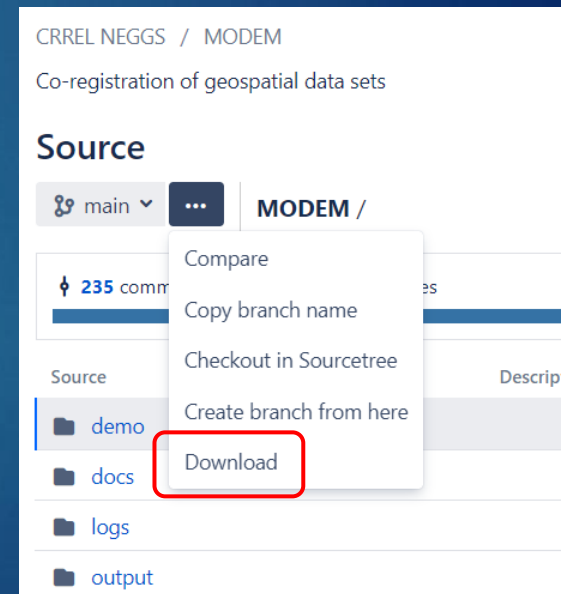 CRREL NEGGS / MODEM
Co-registration of geospatial data sets
Source
main ... MODEM /
Compare
235
Copy branch name
Checkout in Sourcetree
Source
Create branch from here
demo
Download
docs
logs
output